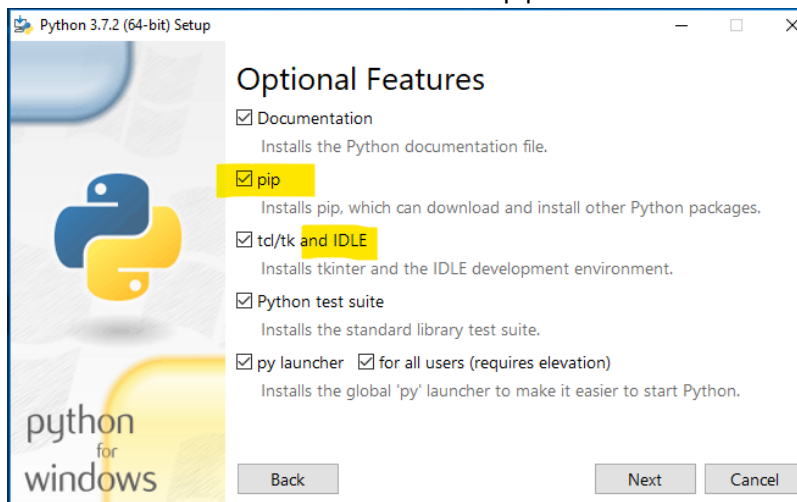 Python 3.7.2 (64-bit) Setup
Optional Features
Documentation
Installs the Python documentation file.
pip
Installs pip, which can download and install other Python packages.
tcl/tk and IDLE
Installs tkinter and the IDLE development environment.
Python test suite
Installs the standard library test suite.
py launcher for all users (requires elevation)
Installs the global 'py' launcher to make it easier to start Python.
python
for
windows
Back Next Cancel